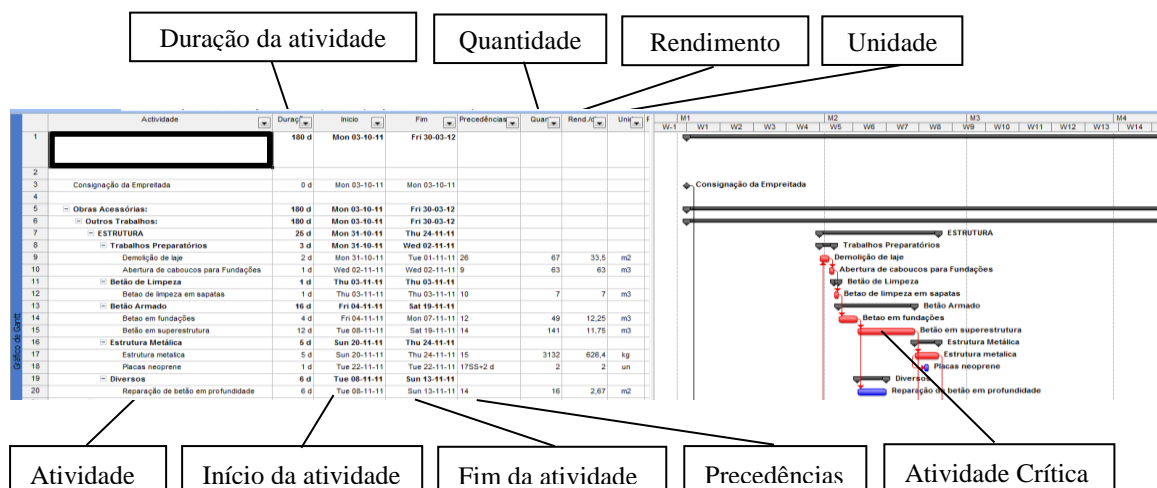 Duração da atividade Quantidade Rendimento Unidade
Actividade Duraçã Inicio Fim Precedências Quan Rend./d Uni M1 M2 M3 M4
W-1 W1 W2 W3 W4 W5 W6 W7 W8 W9 W10 W11 W12 W13 W14
1 180 d Mon 03-10-11 Fri 30-03-12
2
3 Consignação da Empreitada 0 d Mon 03-10-11 Mon 03-10-11 Consignação da Empreitada
4
5 Obras Acessórias: 180 d Mon 03-10-11 Fri 30-03-12
6 Outros Trabalhos: 180 d Mon 03-10-11 Fri 30-03-12
7 ESTRUTURA 25 d Mon 31-10-11 Thu 24-11-11 ESTRUTURA
8 Trabalhos Preparatórios 3 d Mon 31-10-11 Wed 02-11-11 Trabalhos Preparatórios
9 Demolição de laje 2 d Mon 31-10-11 Tue 01-11-11 26 67 33,5 m2 Demolição de laje
10 Abertura de caboucos para Fundações 1 d Wed 02-11-11 Wed 02-11-11 9 63 63 m3 Abertura de caboucos para Fundações
11 Betão de Limpeza 1 d Thu 03-11-11 Thu 03-11-11 Betão de Limpeza
12 Betao de limpeza em sapatas 1 d Thu 03-11-11 Thu 03-11-11 10 7 7 m3 Betao de limpeza em sapatas
13 Betão Armado 16 d Fri 04-11-11 Sat 19-11-11 Betão Armado
14 Betao em fundações 4 d Fri 04-11-11 Mon 07-11-11 12 49 12,25 m3 Betao em fundações
15 Betão em superestrutura 12 d Tue 08-11-11 Sat 19-11-11 14 141 11,75 m3 Betão em superestrutura
16 Estrutura Metálica 5 d Sun 20-11-11 Thu 24-11-11 Estrutura Metálica
17 Estrutura metalica 5 d Sun 20-11-11 Thu 24-11-11 15 3132 626,4 kg Estrutura metalica
18 Placas neoprene 1 d Tue 22-11-11 Tue 22-11-11 17SS+2 d 2 2 un Placas neoprene
19 Diversos 6 d Tue 08-11-11 Sun 13-11-11 Diversos
20 Reparação de betão em profundidade 6 d Tue 08-11-11 Sun 13-11-11 14 16 2,67 m2 Reparação de betão em profundidade
Gráfico de Gantt
Atividade Início da atividade Fim da atividade Precedências Atividade Crítica